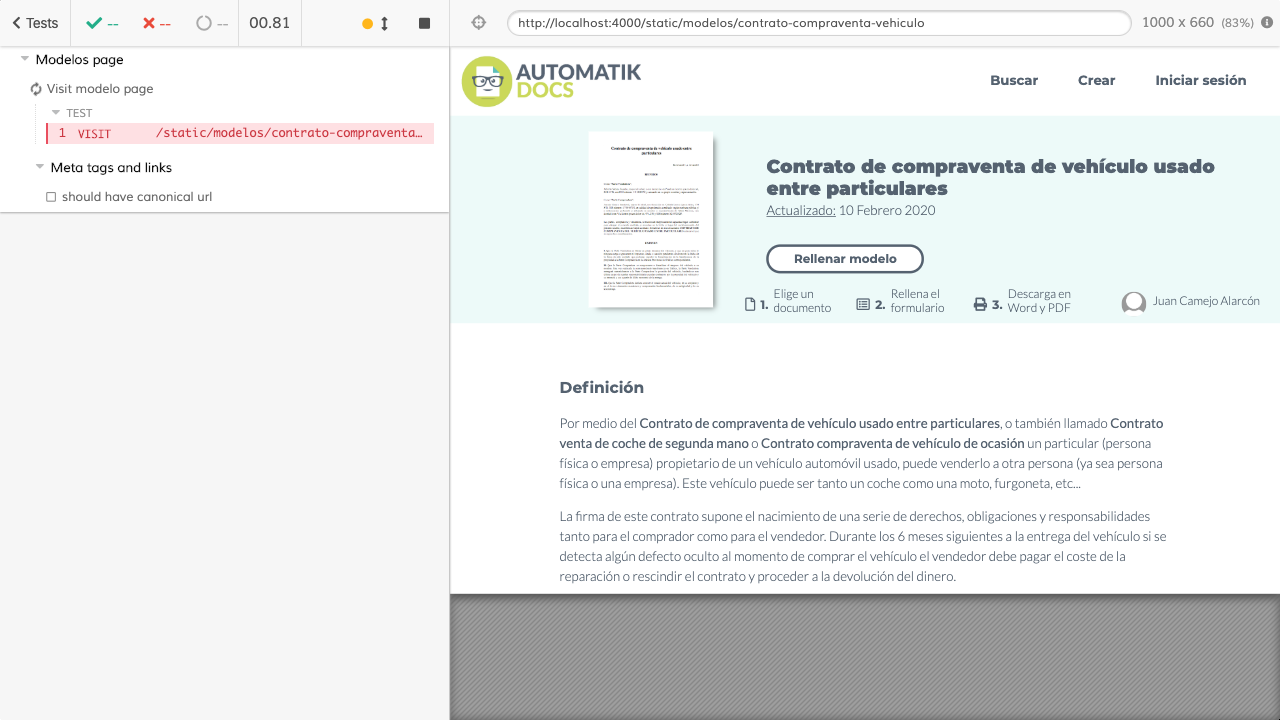 Tests
--
--
--
00.81
http://localhost:4000/static/modelos/contrato-compraventa-vehiculo
1000 x 660 (83%)
Modelos page
Visit modelo page
TEST
1 VISIT /static/modelos/contrato-compraventa…
Meta tags and links
should have canonical url
AUTOMATIK
DOCS
Buscar Crear Iniciar sesión
Contrato de compraventa de vehículo usado entre
particulares
Contrato de compraventa de vehículo usado
entre particulares
Actualizado: 10 Febrero 2020
Rellenar modelo
1. Elige un
documento
2. Rellena el
formulario
3. Descarga en
Word y PDF
Juan Camejo Alarcón
Definición
Por medio del Contrato de compraventa de vehículo usado entre particulares, o también llamado Contrato
venta de coche de segunda mano o Contrato compraventa de vehículo de ocasión un particular (persona
física o empresa) propietario de un vehículo automóvil usado, puede venderlo a otra persona (ya sea persona
física o una empresa). Este vehículo puede ser tanto un coche como una moto, furgoneta, etc...
La firma de este contrato supone el nacimiento de una serie de derechos, obligaciones y responsabilidades
tanto para el comprador como para el vendedor. Durante los 6 meses siguientes a la entrega del vehículo si se
detecta algún defecto oculto al momento de comprar el vehículo el vendedor debe pagar el coste de la
reparación o rescindir el contrato y proceder a la devolución del dinero.